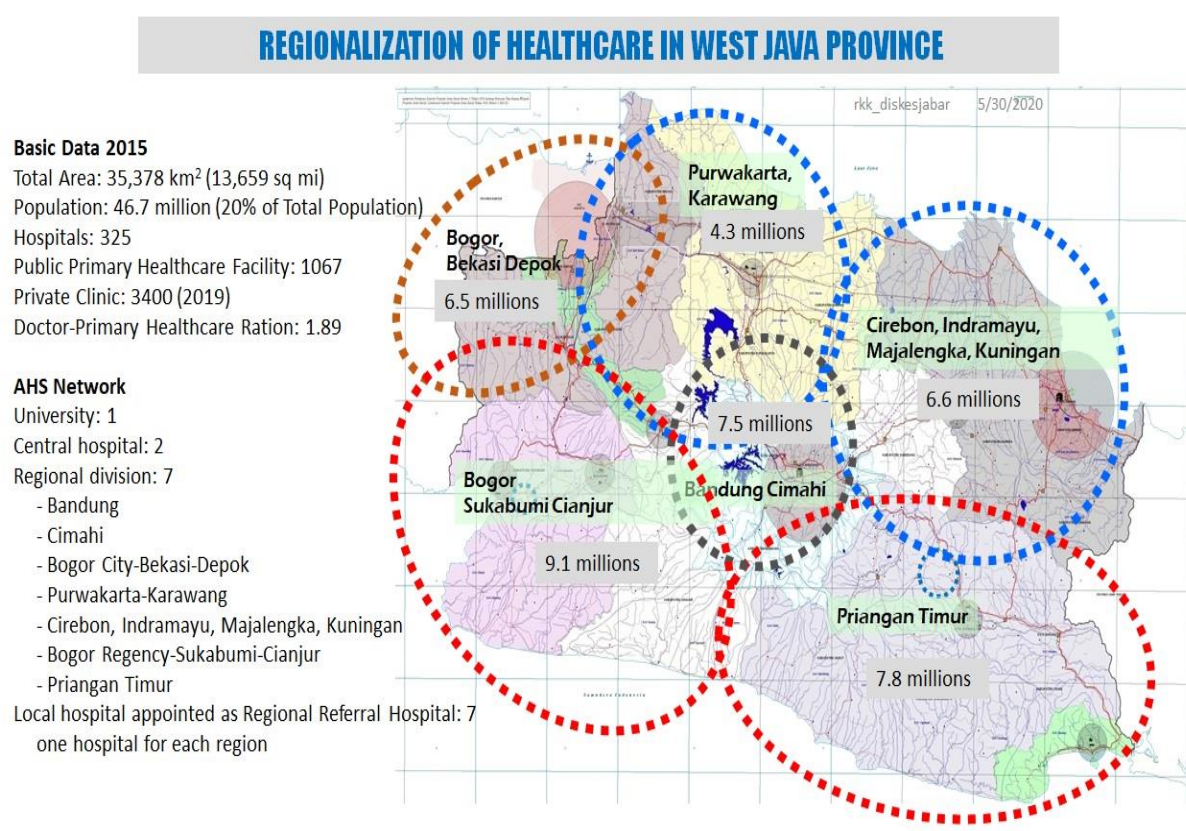 REGIONALIZATION OF HEALTHCARE IN WEST JAVA PROVINCE
rkk_diskesjabar 5/30/2020
Basic Data 2015
Total Area: 35,378 km² (13,659 sq mi)
Population: 46.7 million (20% of Total Population)
Hospitals: 325
Public Primary Healthcare Facility: 1067
Private Clinic: 3400 (2019)
Doctor-Primary Healthcare Ration: 1.89
AHS Network
University: 1
Central hospital: 2
Regional division: 7
- Bandung
- Cimahi
- Bogor City-Bekasi-Depok
- Purwakarta-Karawang
- Cirebon, Indramayu, Majalengka, Kuningan
- Bogor Regency-Sukabumi-Cianjur
- Priangan Timur
Local hospital appointed as Regional Referral Hospital: 7
one hospital for each region
Purwakarta,
Karawang
4.3 millions
Bogor,
Bekasi Depok
6.5 millions
Cirebon, Indramayu,
Majalengka, Kuningan
6.6 millions
7.5 millions
Bandung Cimahi
Bogor
Sukabumi Cianjur
9.1 millions
Priangan Timur
7.8 millions
Samudera Indonesia